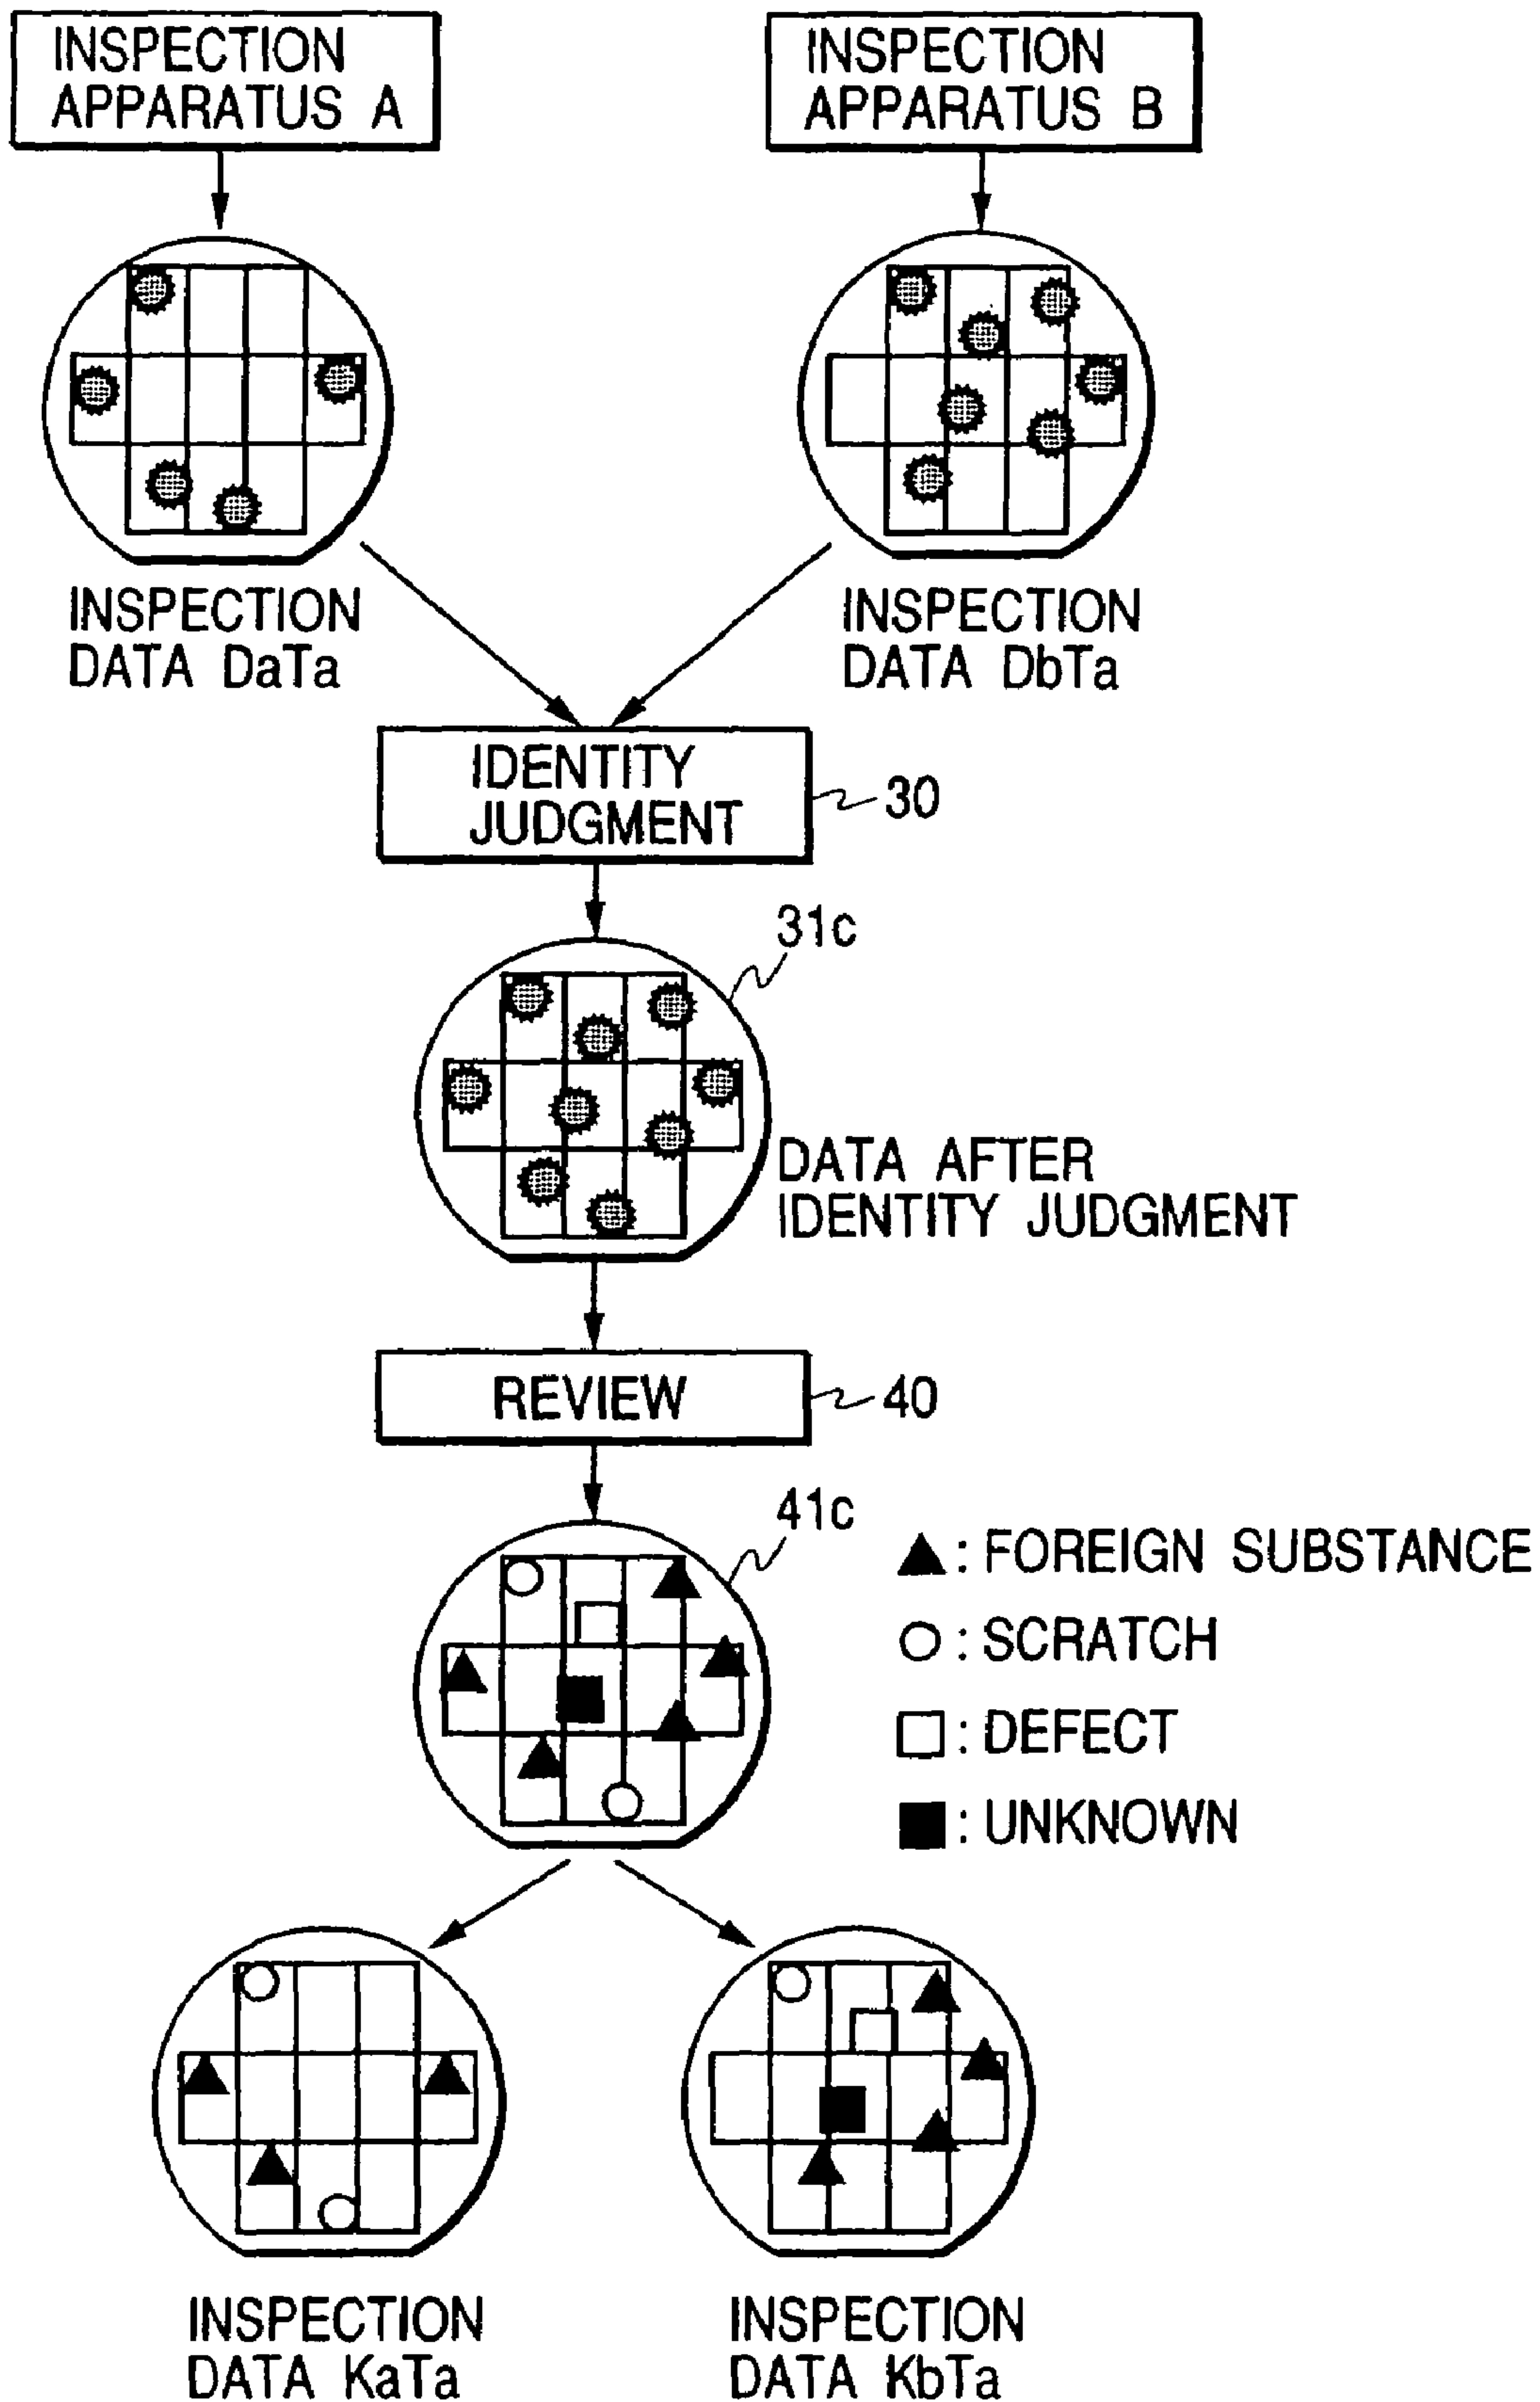 INSPECTION
APPARATUS A
INSPECTION
APPARATUS B
INSPECTION
DATA DaTa
INSPECTION
DATA DbTa
IDENTITY
JUDGMENT
30
31c
DATA AFTER
IDENTITY JUDGMENT
REVIEW
40
41c
: FOREIGN SUBSTANCE
: SCRATCH
: DEFECT
: UNKNOWN
INSPECTION
DATA KaTa
INSPECTION
DATA KbTa